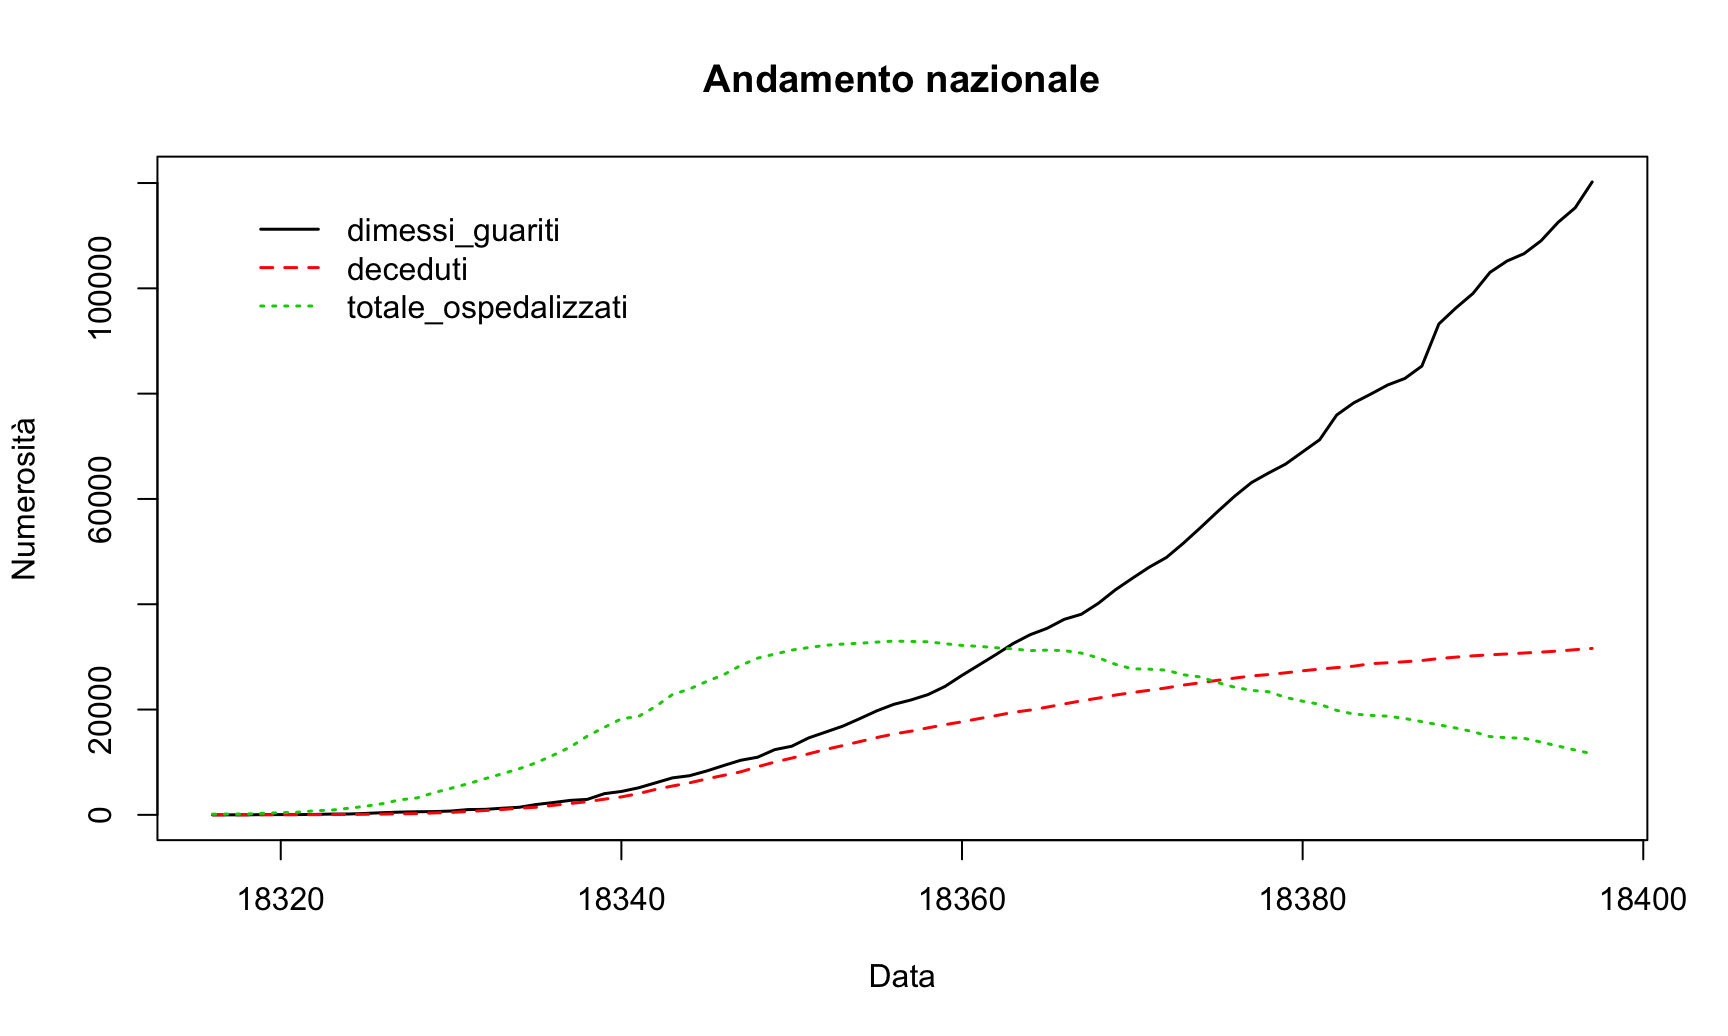 Andamento nazionale
dimessi_guariti
deceduti
totale_ospedalizzati
Numerosità
100000
60000
20000
0
18320 18340 18360 18380 18400
Data